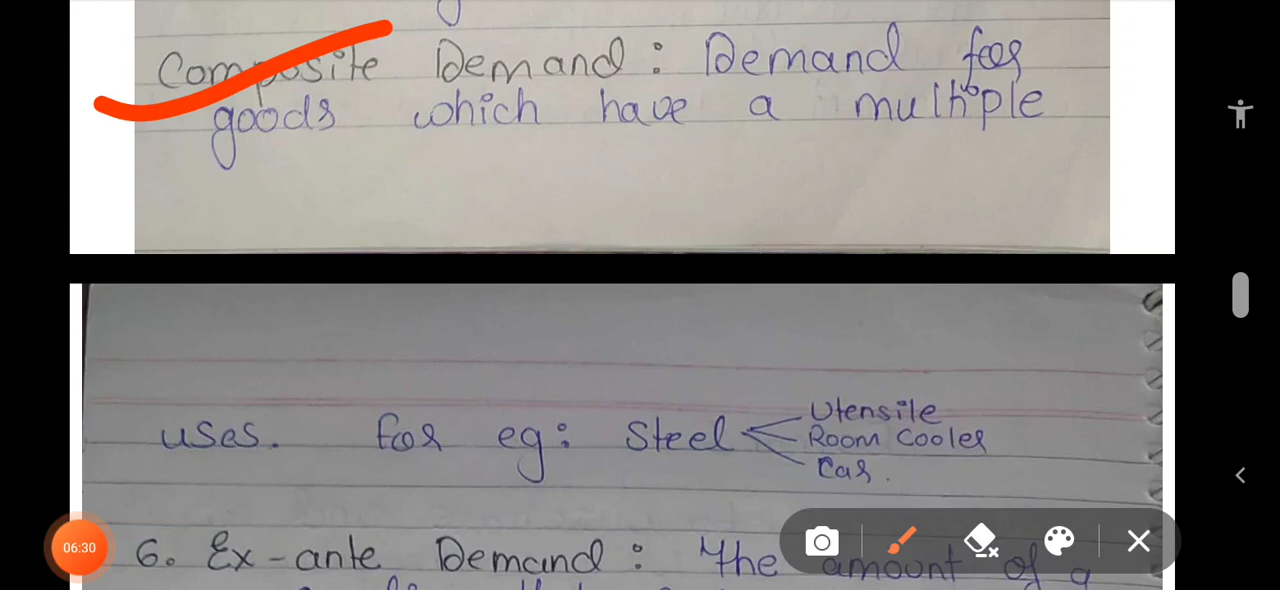 Composite Demand : Demand for
goods which have a multiple
uses. for eg : Steel
Utensile
Room Cooler
Car.
06:30
6. Ex-ante Demand : The amount of a